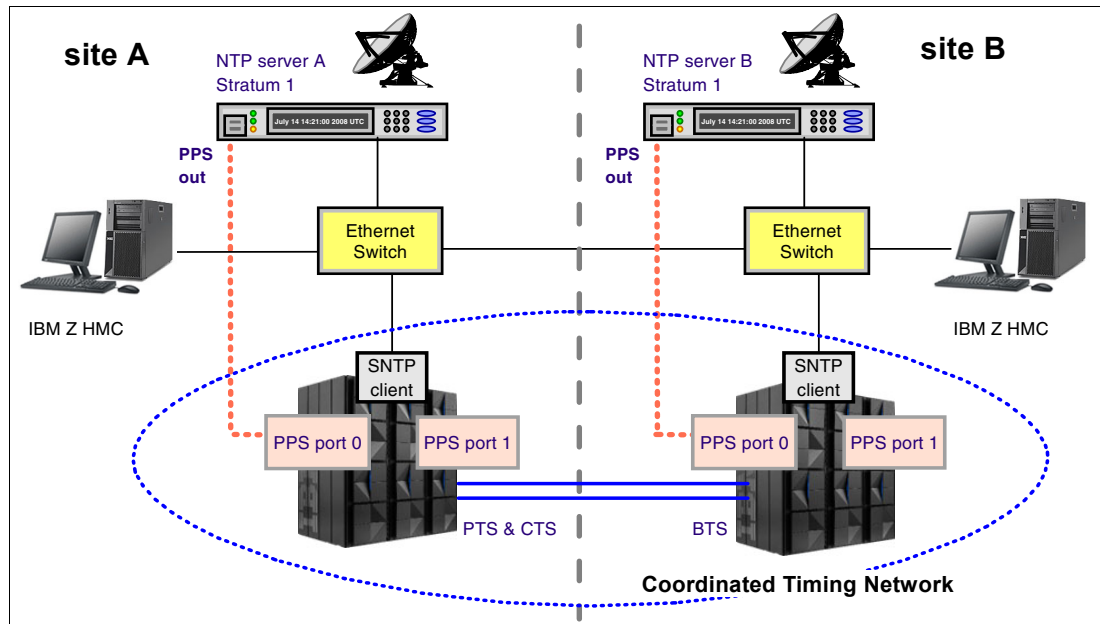 site A
site B
NTP server A
Stratum 1
NTP server B
Stratum 1
July 14 14:21:00 2008 UTC
July 14 14:21:00 2008 UTC
PPS
out
PPS
out
Ethernet
Switch
Ethernet
Switch
IBM Z HMC
IBM Z HMC
SNTP
client
SNTP
client
PPS port 0
PPS port 1
PPS port 0
PPS port 1
PTS & CTS
BTS
Coordinated Timing Network